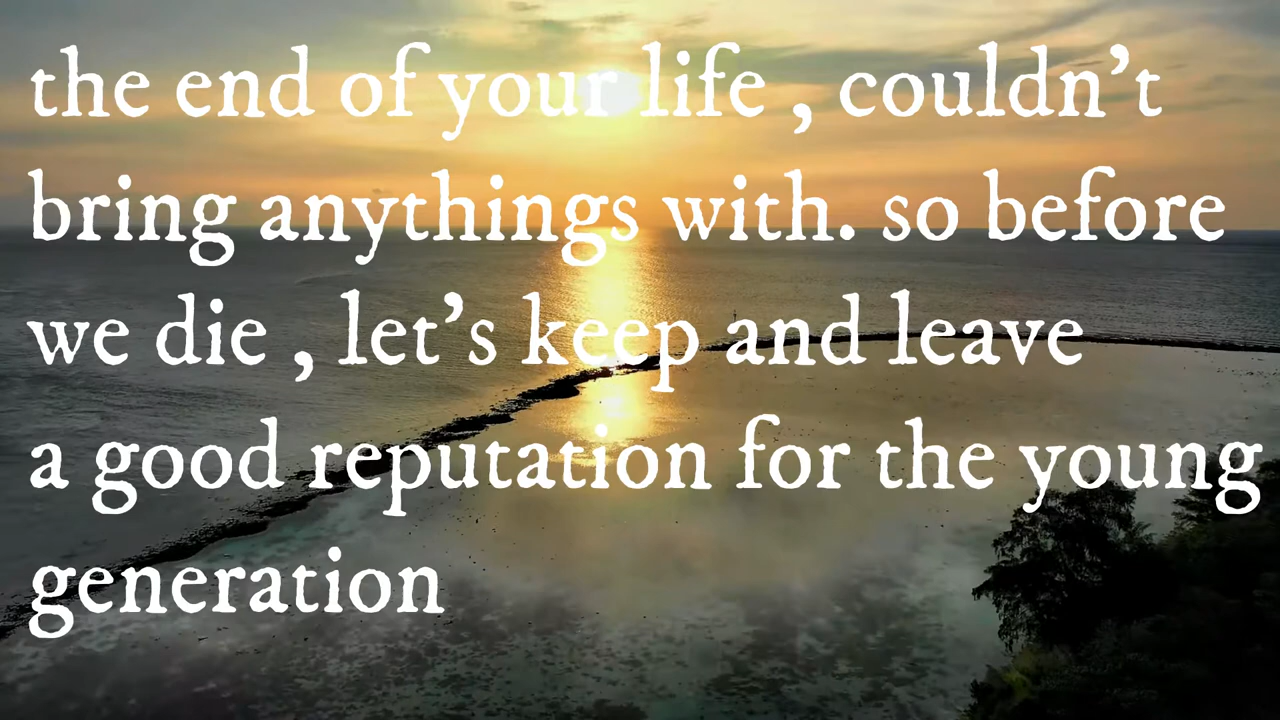 the end of your life , couldn't
bring anythings with. so before
we die , let's keep and leave
a good reputation for the young
generation